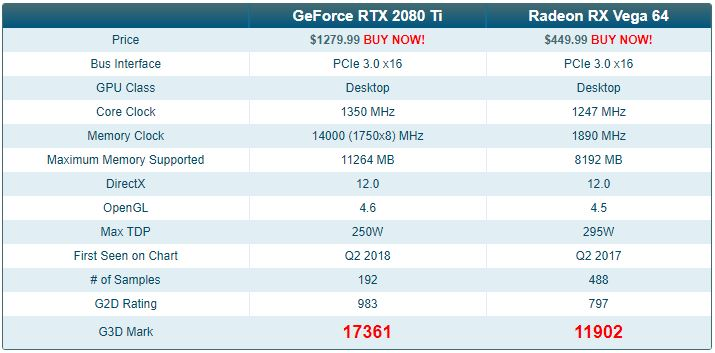 GeForce RTX 2080 Ti Radeon RX Vega 64
Price $1279.99 BUY NOW! $449.99 BUY NOW!
Bus Interface PCIe 3.0 x16 PCIe 3.0 x16
GPU Class Desktop Desktop
Core Clock 1350 MHz 1247 MHz
Memory Clock 14000 (1750x8) MHz 1890 MHz
Maximum Memory Supported 11264 MB 8192 MB
DirectX 12.0 12.0
OpenGL 4.6 4.5
Max TDP 250W 295W
First Seen on Chart Q2 2018 Q2 2017
# of Samples 192 488
G2D Rating 983 797
G3D Mark 17361 11902